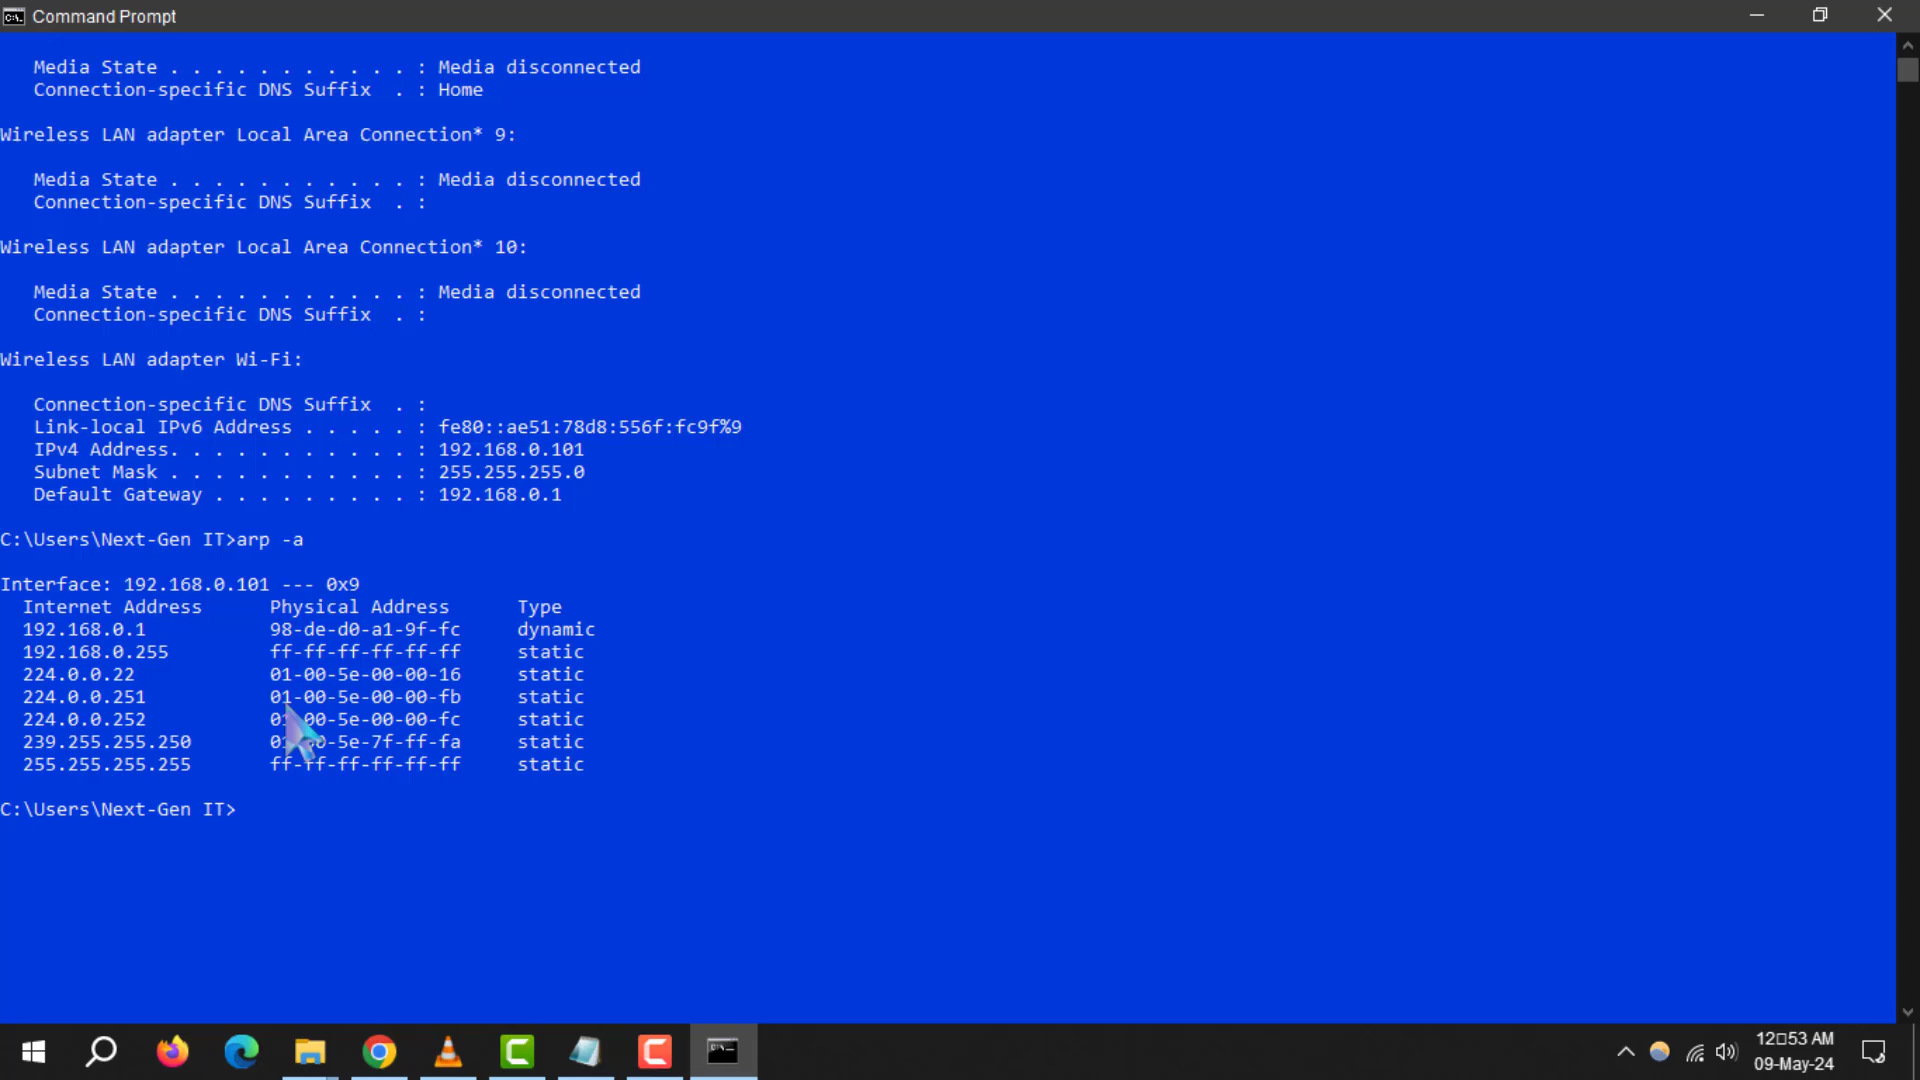 Command Prompt
Media State . . . . . . . . . . . : Media disconnected
Connection-specific DNS Suffix  . : Home
Wireless LAN adapter Local Area Connection* 9:
Media State . . . . . . . . . . . : Media disconnected
Connection-specific DNS Suffix  . :
Wireless LAN adapter Local Area Connection* 10:
Media State . . . . . . . . . . . : Media disconnected
Connection-specific DNS Suffix  . :
Wireless LAN adapter Wi-Fi:
Connection-specific DNS Suffix  . :
Link-local IPv6 Address . . . . . : fe80::ae51:78d8:556f:fc9f%9
IPv4 Address. . . . . . . . . . . : 192.168.0.101
Subnet Mask . . . . . . . . . . . : 255.255.255.0
Default Gateway . . . . . . . . . : 192.168.0.1
C:\Users\Next-Gen IT>arp -a
Interface: 192.168.0.101 --- 0x9
Internet Address      Physical Address      Type
192.168.0.1           98-de-d0-a1-9f-fc     dynamic
192.168.0.255         ff-ff-ff-ff-ff-ff     static
224.0.0.22            01-00-5e-00-00-16     static
224.0.0.251           01-00-5e-00-00-fb     static
224.0.0.252           01-00-5e-00-00-fc     static
239.255.255.250       static
255.255.255.255       ff-ff-ff-ff-ff-ff     static
C:\Users\Next-Gen IT>
12□53 AM
09-May-24